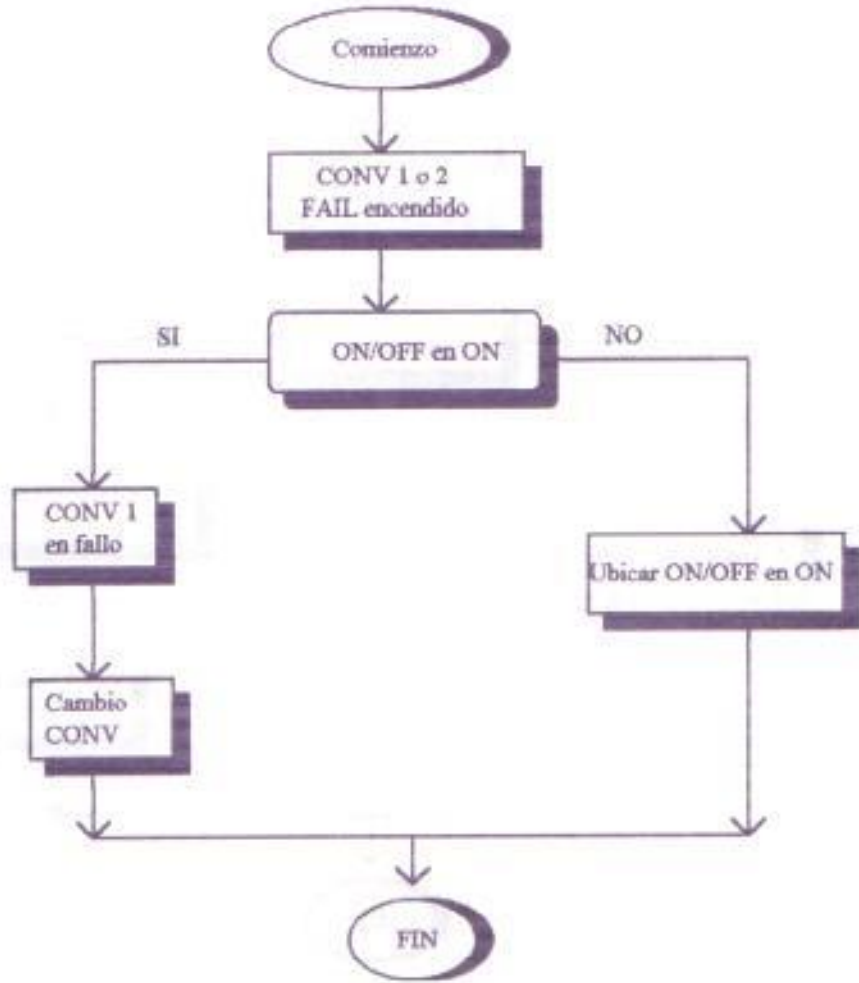 Comienzo
CONV 1 o 2
FAIL encendido
SI
ON/OFF en ON
NO
CONV 1
en fallo
Ubicar ON/OFF en ON
Cambio
CONV
FIN